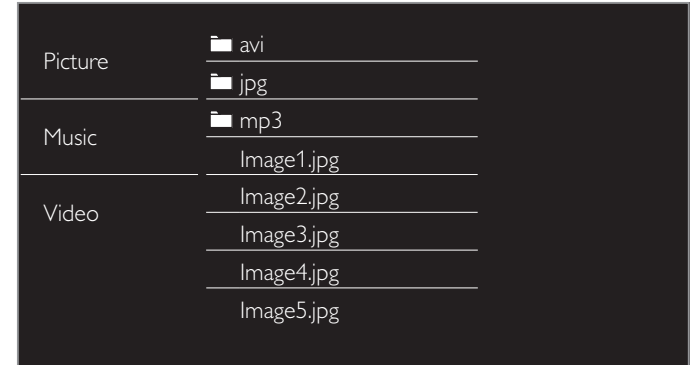 Picture
Music
Video
avi
jpg
mp3
Image1.jpg
Image2.jpg
Image3.jpg
Image4.jpg
Image5.jpg